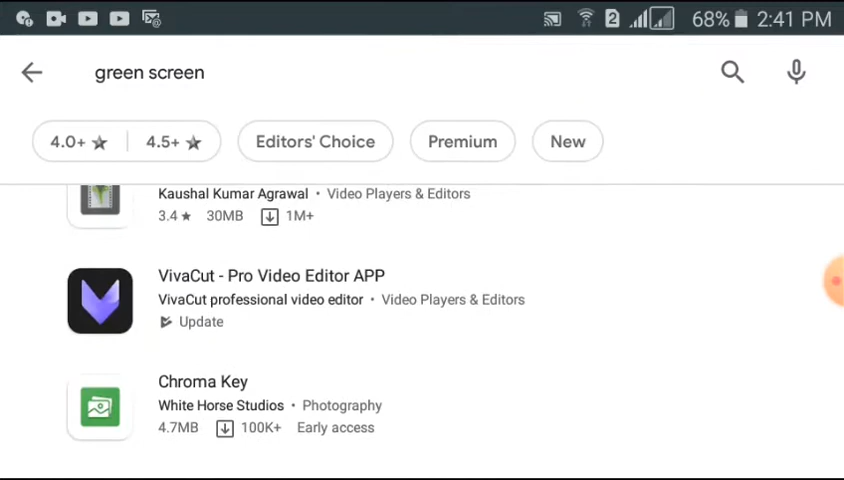 2 68% 2:41 PM
green screen
4.0+ ★ 4.5+ ★ Editors' Choice Premium New
Kaushal Kumar Agrawal • Video Players & Editors
3.4 ★ 30MB 1M+
VivaCut - Pro Video Editor APP
VivaCut professional video editor • Video Players & Editors
Update
Chroma Key
White Horse Studios • Photography
4.7MB 100K+ Early access